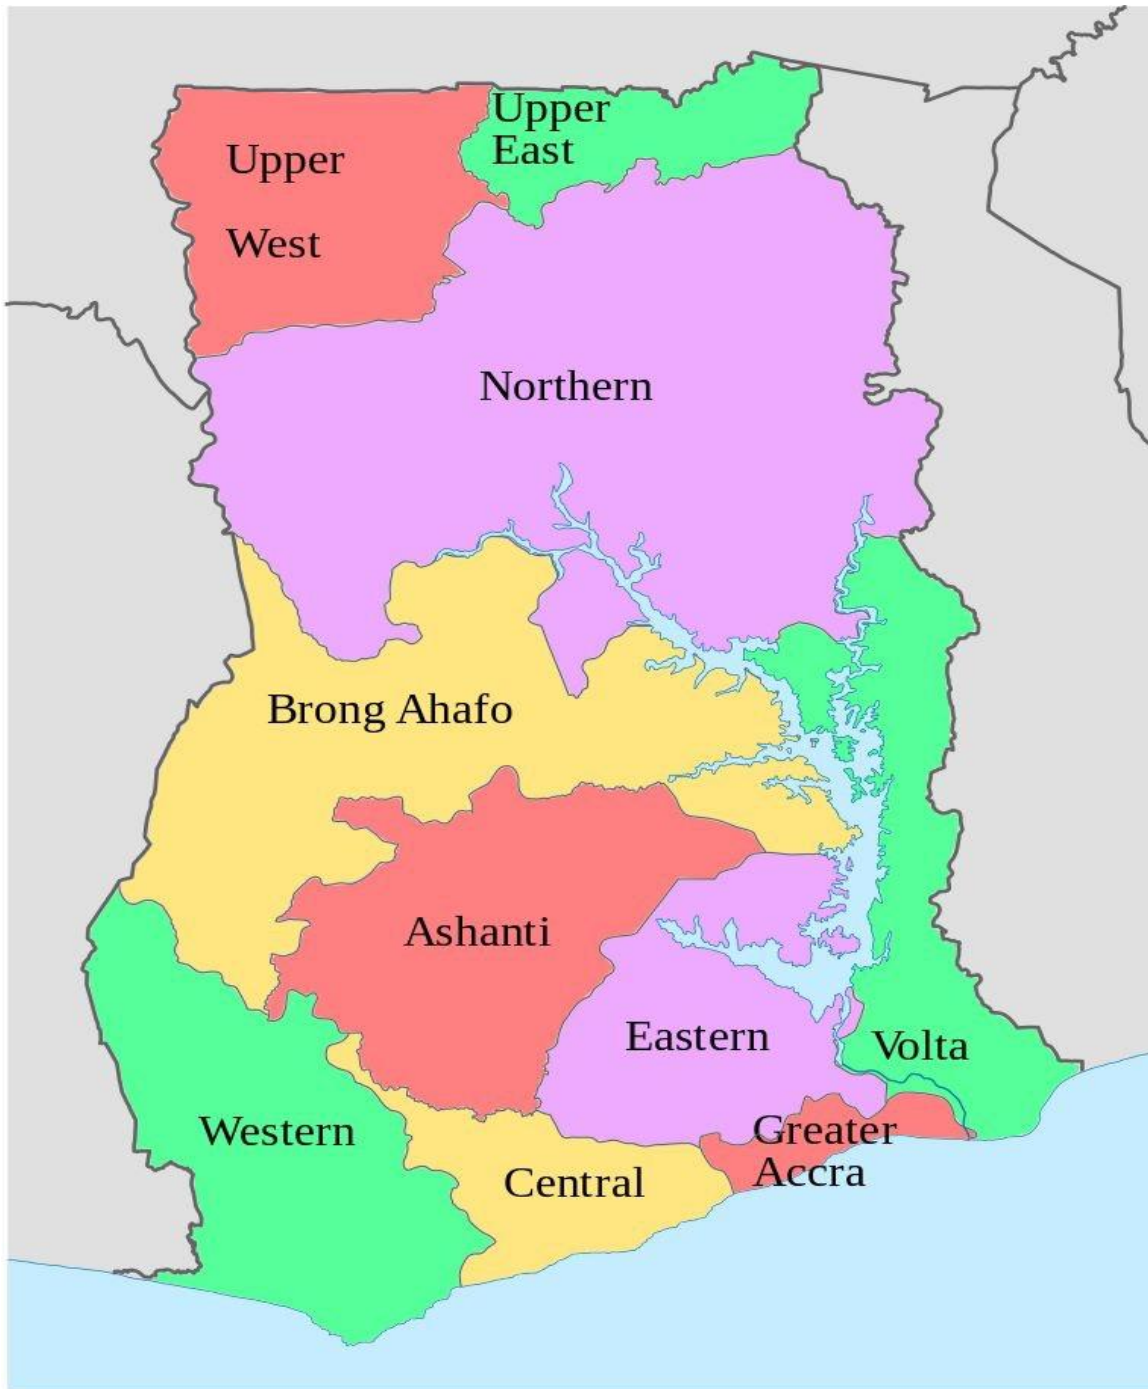 Upper
East
Upper
West
Northern
Brong Ahafo
Ashanti
Eastern
Volta
Western
Greater
Accra
Central